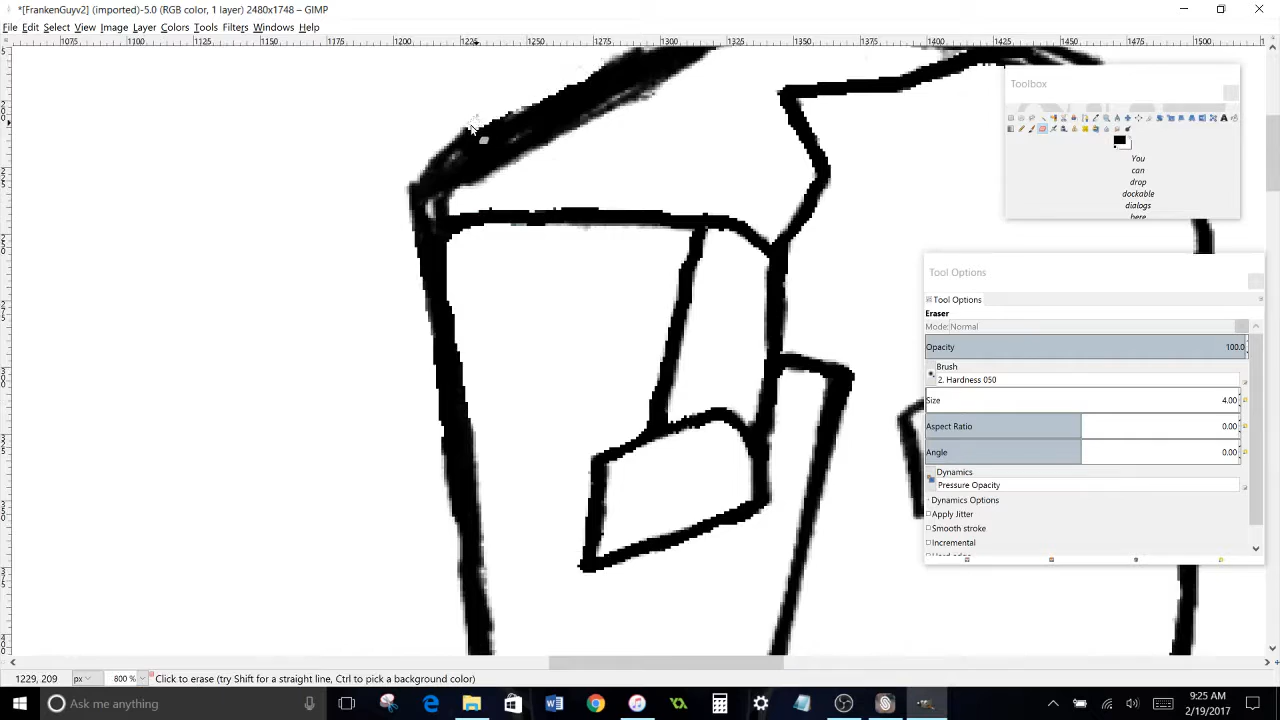 *[FrankenGuyv2] (imported)-5.0 (RGB color, 1 layer) 2480x1748 – GIMP
File Edit Select View Image Layer Colors Tools Filters Windows Help
1075 1100 1125 1150 1175 1200 1225 1250 1275 1300 1325 1350 1375 1400 1425 1450 1475 1500
Toolbox
You
can
drop
dockable
dialogs
here
Tool Options
Tool Options
Eraser
Mode: Normal
Opacity 100.0
Brush
2. Hardness 050
Size 4.00
Aspect Ratio 0.00
Angle 0.00
Dynamics
Pressure Opacity
Dynamics Options
Apply Jitter
Smooth stroke
Incremental
Hard edge
1229, 209 px 800 % Click to erase (try Shift for a straight line, Ctrl to pick a background color)
Ask me anything
9:25 AM
2/19/2017